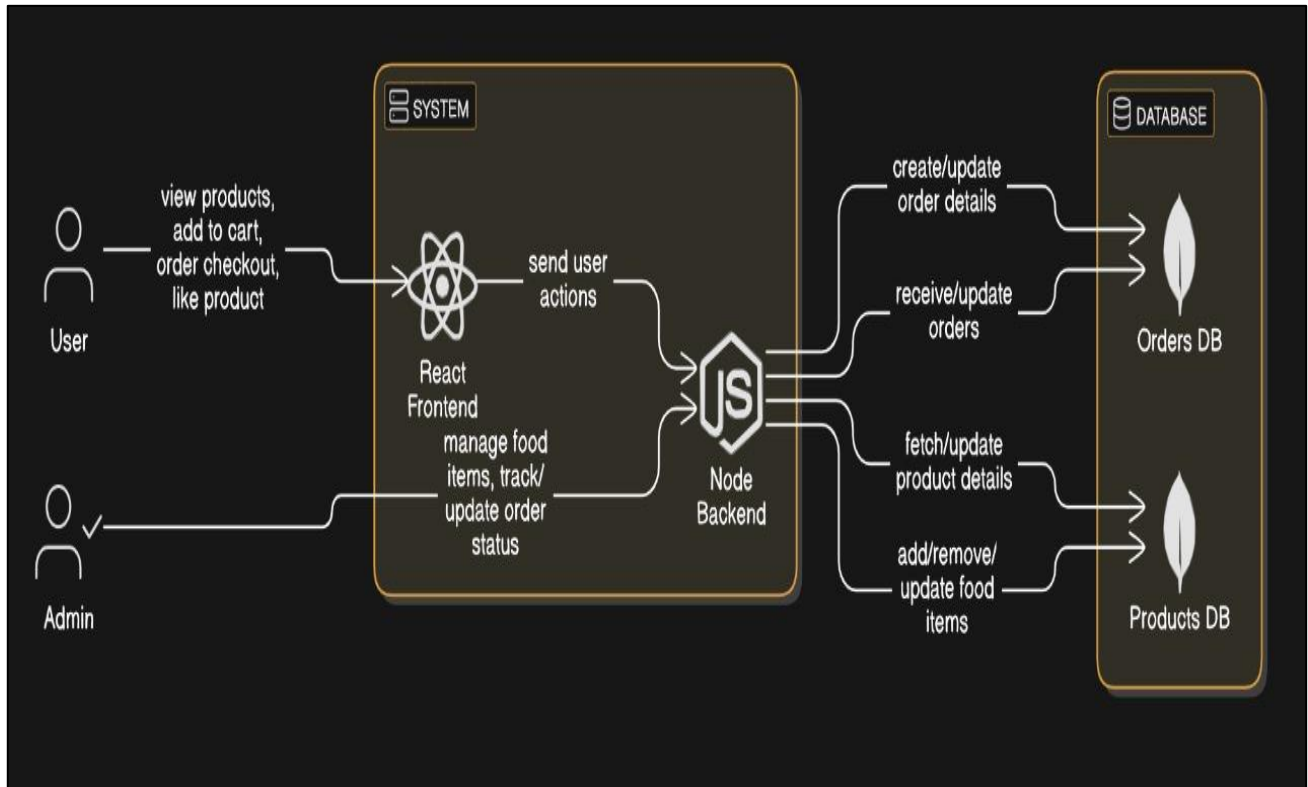 SYSTEM
DATABASE
view products,
add to cart,
order checkout,
like product
User
React
Frontend
send user
actions
manage food
items, track/
update order
status
Admin
JS
Node
Backend
create/update
order details
receive/update
orders
fetch/update
product details
add/remove/
update food
items
Orders DB
Products DB